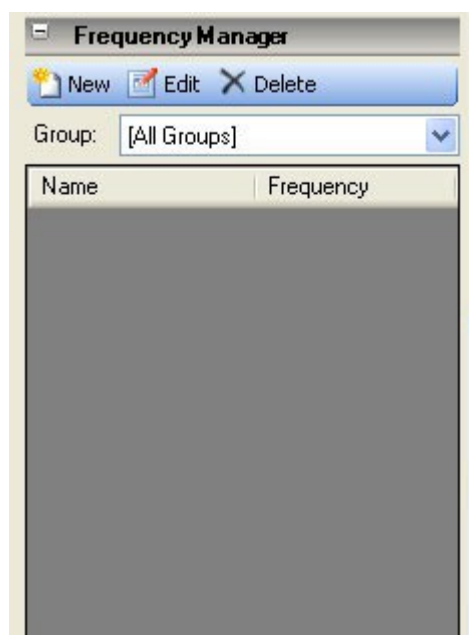 Frequency Manager
New Edit Delete
Group: [All Groups]
Name Frequency